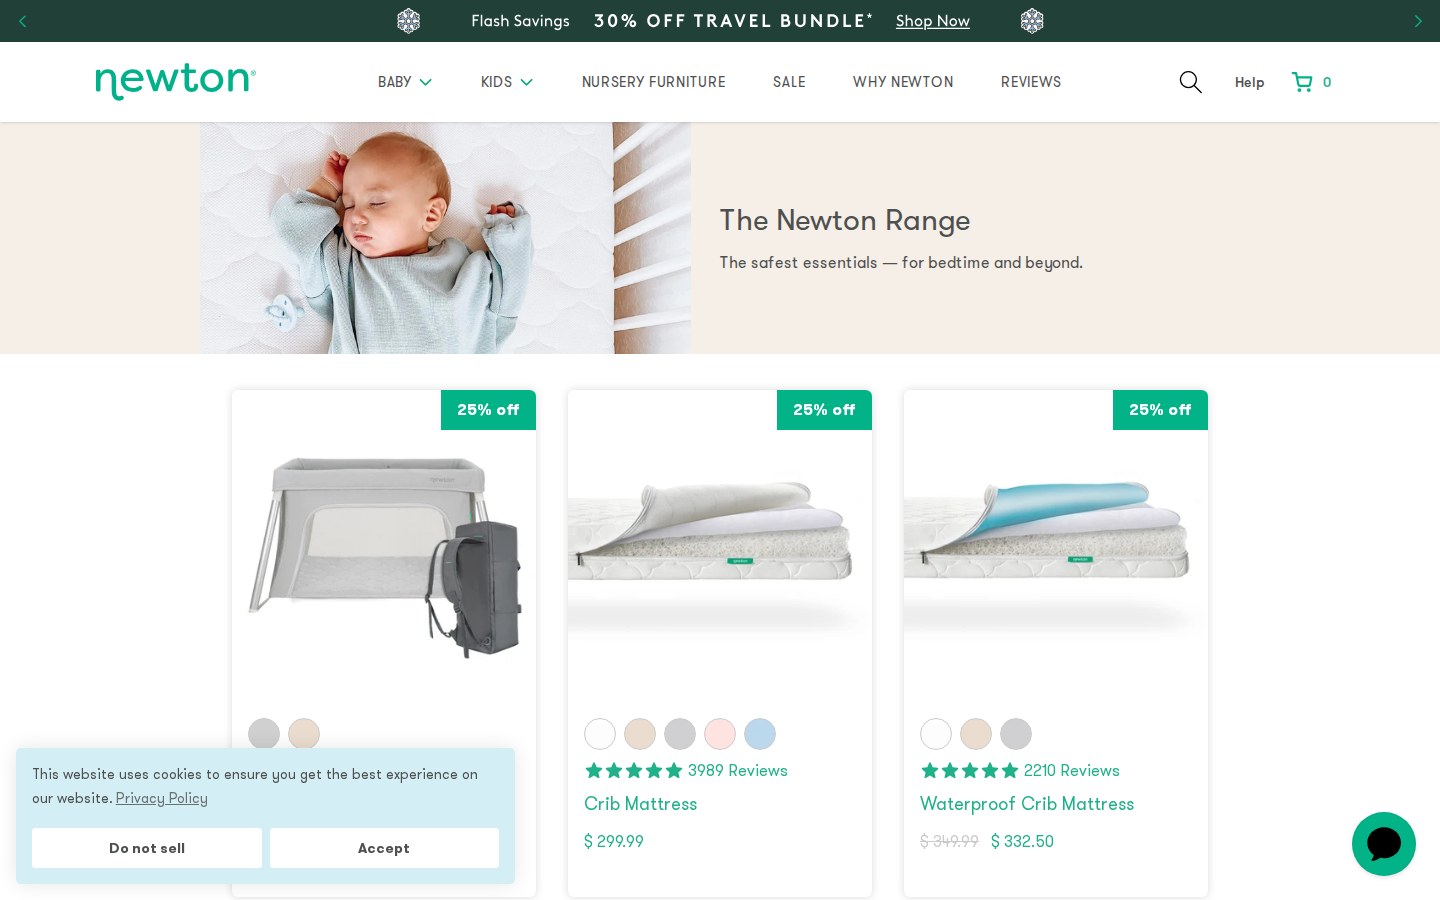 Flash Savings 30% OFF TRAVEL BUNDLE* Shop Now
newton®
BABY KIDS NURSERY FURNITURE SALE WHY NEWTON REVIEWS Help 0
The Newton Range
The safest essentials — for bedtime and beyond.
25% off 25% off 25% off
newton
newton
newton
3989 Reviews 2210 Reviews
Crib Mattress Waterproof Crib Mattress
$ 299.99 $ 349.99 $ 332.50
This website uses cookies to ensure you get the best experience on
our website. Privacy Policy
Do not sell Accept